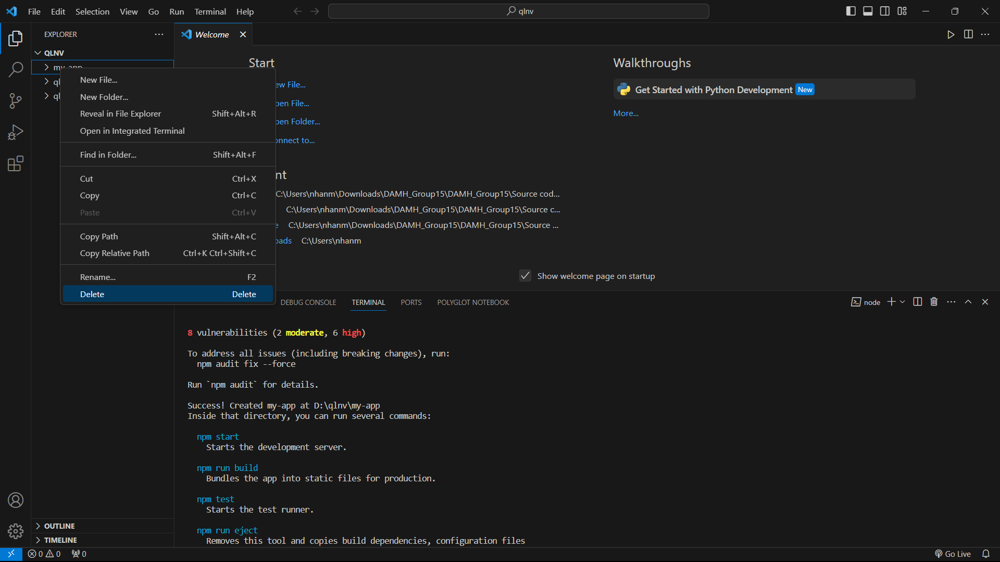 File Edit Selection View Go Run Terminal Help
qlnv
EXPLORER
Welcome
QLNV
my-app
ql
ql
New File...
New Folder...
Reveal in File Explorer Shift+Alt+R
Open in Integrated Terminal
Find in Folder... Shift+Alt+F
Cut Ctrl+X
Copy Ctrl+C
Paste Ctrl+V
Copy Path Shift+Alt+C
Copy Relative Path Ctrl+K Ctrl+Shift+C
Rename... F2
Delete Delete
OUTLINE
TIMELINE
Start
ew File...
pen File...
pen Folder...
onnect to...
nt
C:\Users\nhanm\Downloads\DAMH_Group15\DAMH_Group15\Source cod...
C:\Users\nhanm\Downloads\DAMH_Group15\DAMH_Group15\Source c...
e C:\Users\nhanm\Downloads\DAMH_Group15\DAMH_Group15\Source ...
oads C:\Users\nhanm
Walkthroughs
Get Started with Python Development New
More...
Show welcome page on startup
DEBUG CONSOLE TERMINAL PORTS POLYGLOT NOTEBOOK
node
8 vulnerabilities (2 moderate, 6 high)
To address all issues (including breaking changes), run:
npm audit fix --force
Run `npm audit` for details.
Success! Created my-app at D:\qlnv\my-app
Inside that directory, you can run several commands:
npm start
Starts the development server.
npm run build
Bundles the app into static files for production.
npm test
Starts the test runner.
npm run eject
Removes this tool and copies build dependencies, configuration files
0 0 0
Go Live